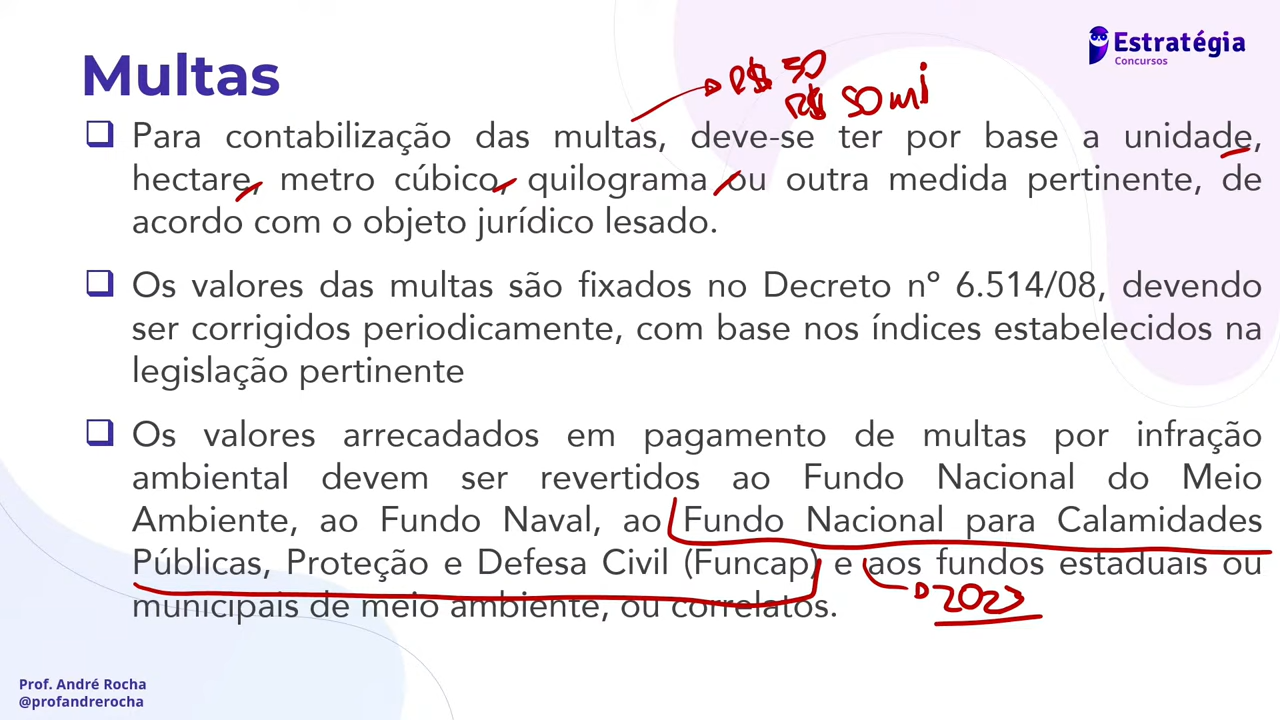 Estratégia
Concursos
Multas
R$ 50
R$ 50 mi
Para contabilização das multas, deve-se ter por base a unidade,
hectare, metro cúbico, quilograma ou outra medida pertinente, de
acordo com o objeto jurídico lesado.
Os valores das multas são fixados no Decreto nº 6.514/08, devendo
ser corrigidos periodicamente, com base nos índices estabelecidos na
legislação pertinente
Os valores arrecadados em pagamento de multas por infração
ambiental devem ser revertidos ao Fundo Nacional do Meio
Ambiente, ao Fundo Naval, ao Fundo Nacional para Calamidades
Públicas, Proteção e Defesa Civil (Funcap) e aos fundos estaduais ou
municipais de meio ambiente, ou correlatos.
2023
Prof. André Rocha
@profandrerocha